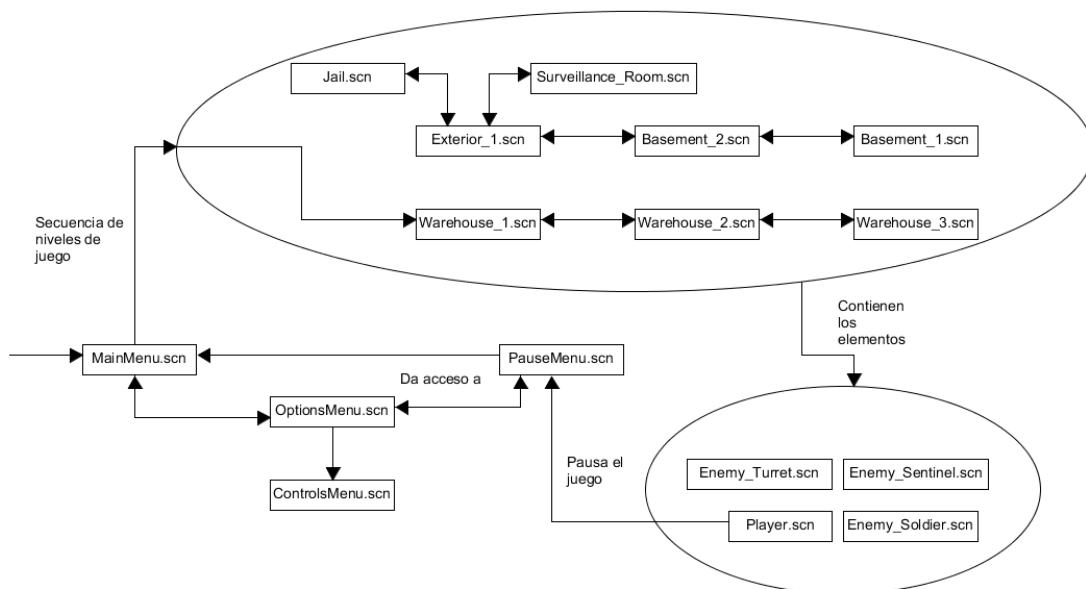 Jail.scn
Surveillance_Room.scn
Exterior_1.scn
Basement_2.scn
Basement_1.scn
Warehouse_1.scn
Warehouse_2.scn
Warehouse_3.scn
Secuencia de
niveles de
juego
Contienen
los
elementos
MainMenu.scn
PauseMenu.scn
Da acceso a
OptionsMenu.scn
ControlsMenu.scn
Pausa el
juego
Enemy_Turret.scn
Enemy_Sentinel.scn
Player.scn
Enemy_Soldier.scn